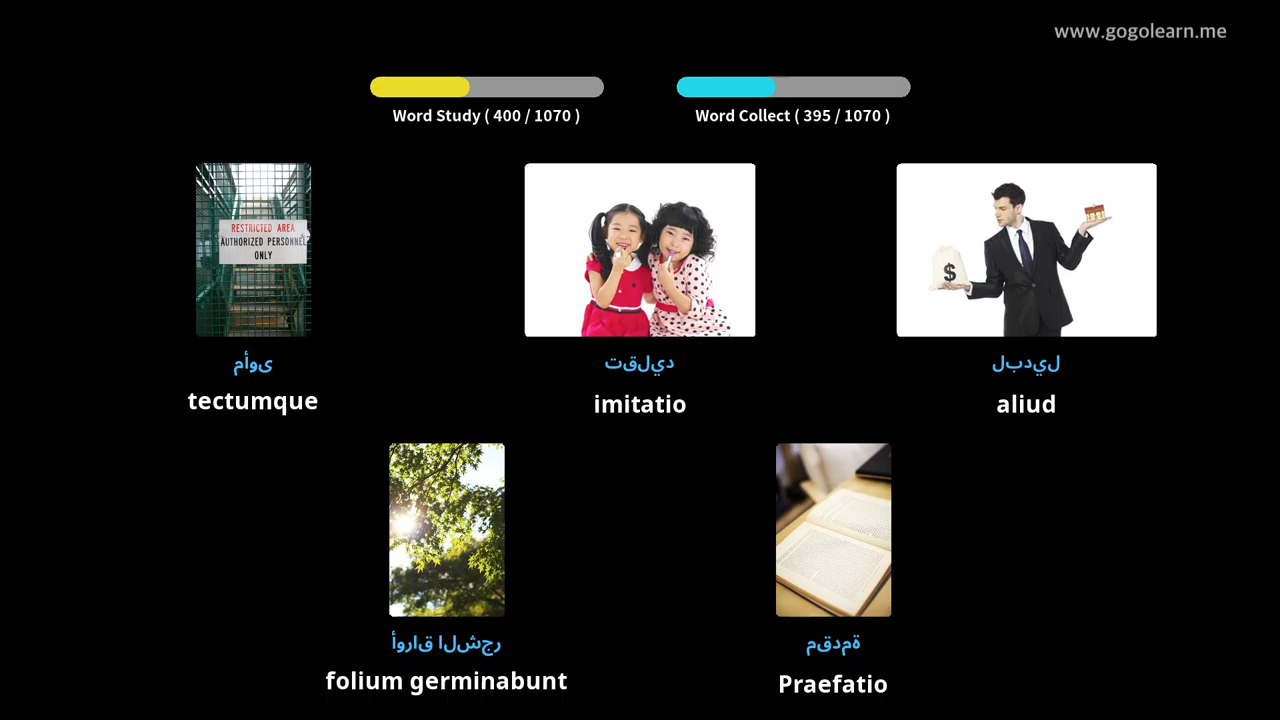 www.gogolearn.me
Word Study ( 400 / 1070 )
Word Collect ( 395 / 1070 )
RESTRICTED AREA
AUTHORIZED PERSONNEL
ONLY
$
مأوى
tectumque
تقليد
imitatio
لبديل
aliud
أوراق الشجر
folium germinabunt
مقدمة
Praefatio